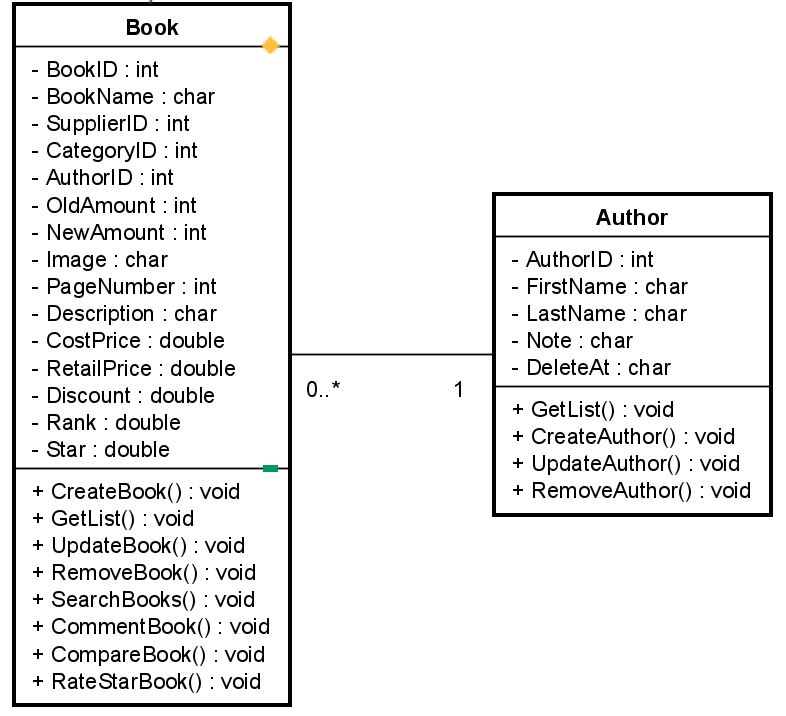 Book
- BookID : int
- BookName : char
- SupplierID : int
- CategoryID : int
- AuthorID : int
- OldAmount : int
- NewAmount : int
- Image : char
- PageNumber : int
- Description : char
- CostPrice : double
- RetailPrice : double
- Discount : double
- Rank : double
- Star : double
+ CreateBook() : void
+ GetList() : void
+ UpdateBook() : void
+ RemoveBook() : void
+ SearchBooks() : void
+ CommentBook() : void
+ CompareBook() : void
+ RateStarBook() : void
0..*
1
Author
- AuthorID : int
- FirstName : char
- LastName : char
- Note : char
- DeleteAt : char
+ GetList() : void
+ CreateAuthor() : void
+ UpdateAuthor() : void
+ RemoveAuthor() : void